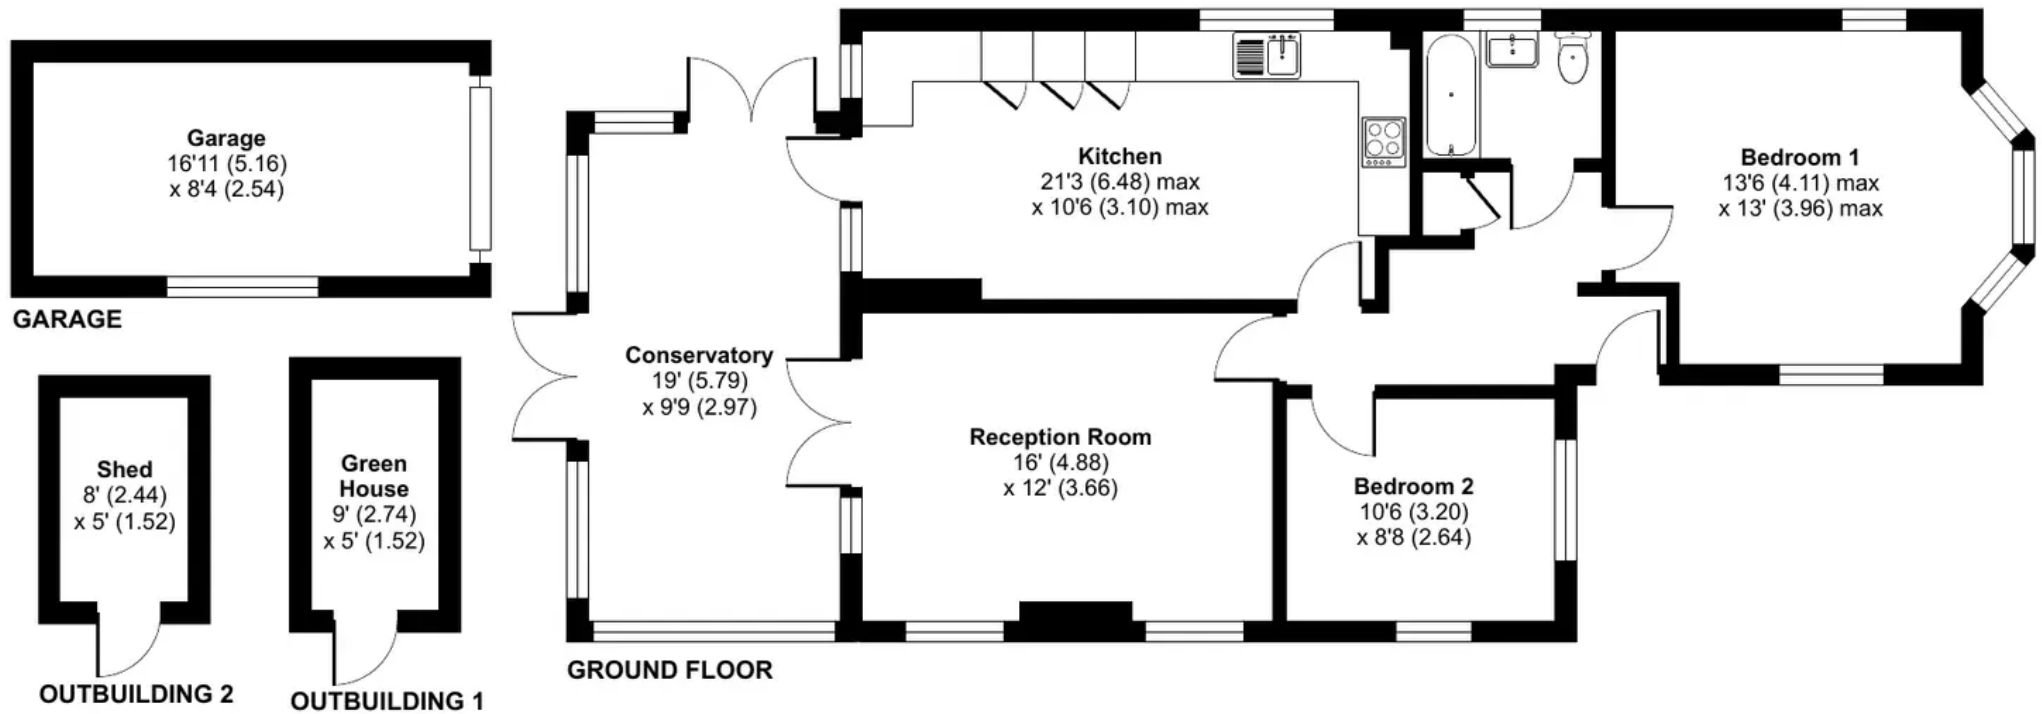 Garage
16'11 (5.16)
x 8'4 (2.54)
GARAGE
Shed
8' (2.44)
x 5' (1.52)
OUTBUILDING 2
Green
House
9' (2.74)
x 5' (1.52)
OUTBUILDING 1
Conservatory
19' (5.79)
x 9'9 (2.97)
Kitchen
21'3 (6.48) max
x 10'6 (3.10) max
Reception Room
16' (4.88)
x 12' (3.66)
Bedroom 1
13'6 (4.11) max
x 13' (3.96) max
Bedroom 2
10'6 (3.20)
x 8'8 (2.64)
GROUND FLOOR